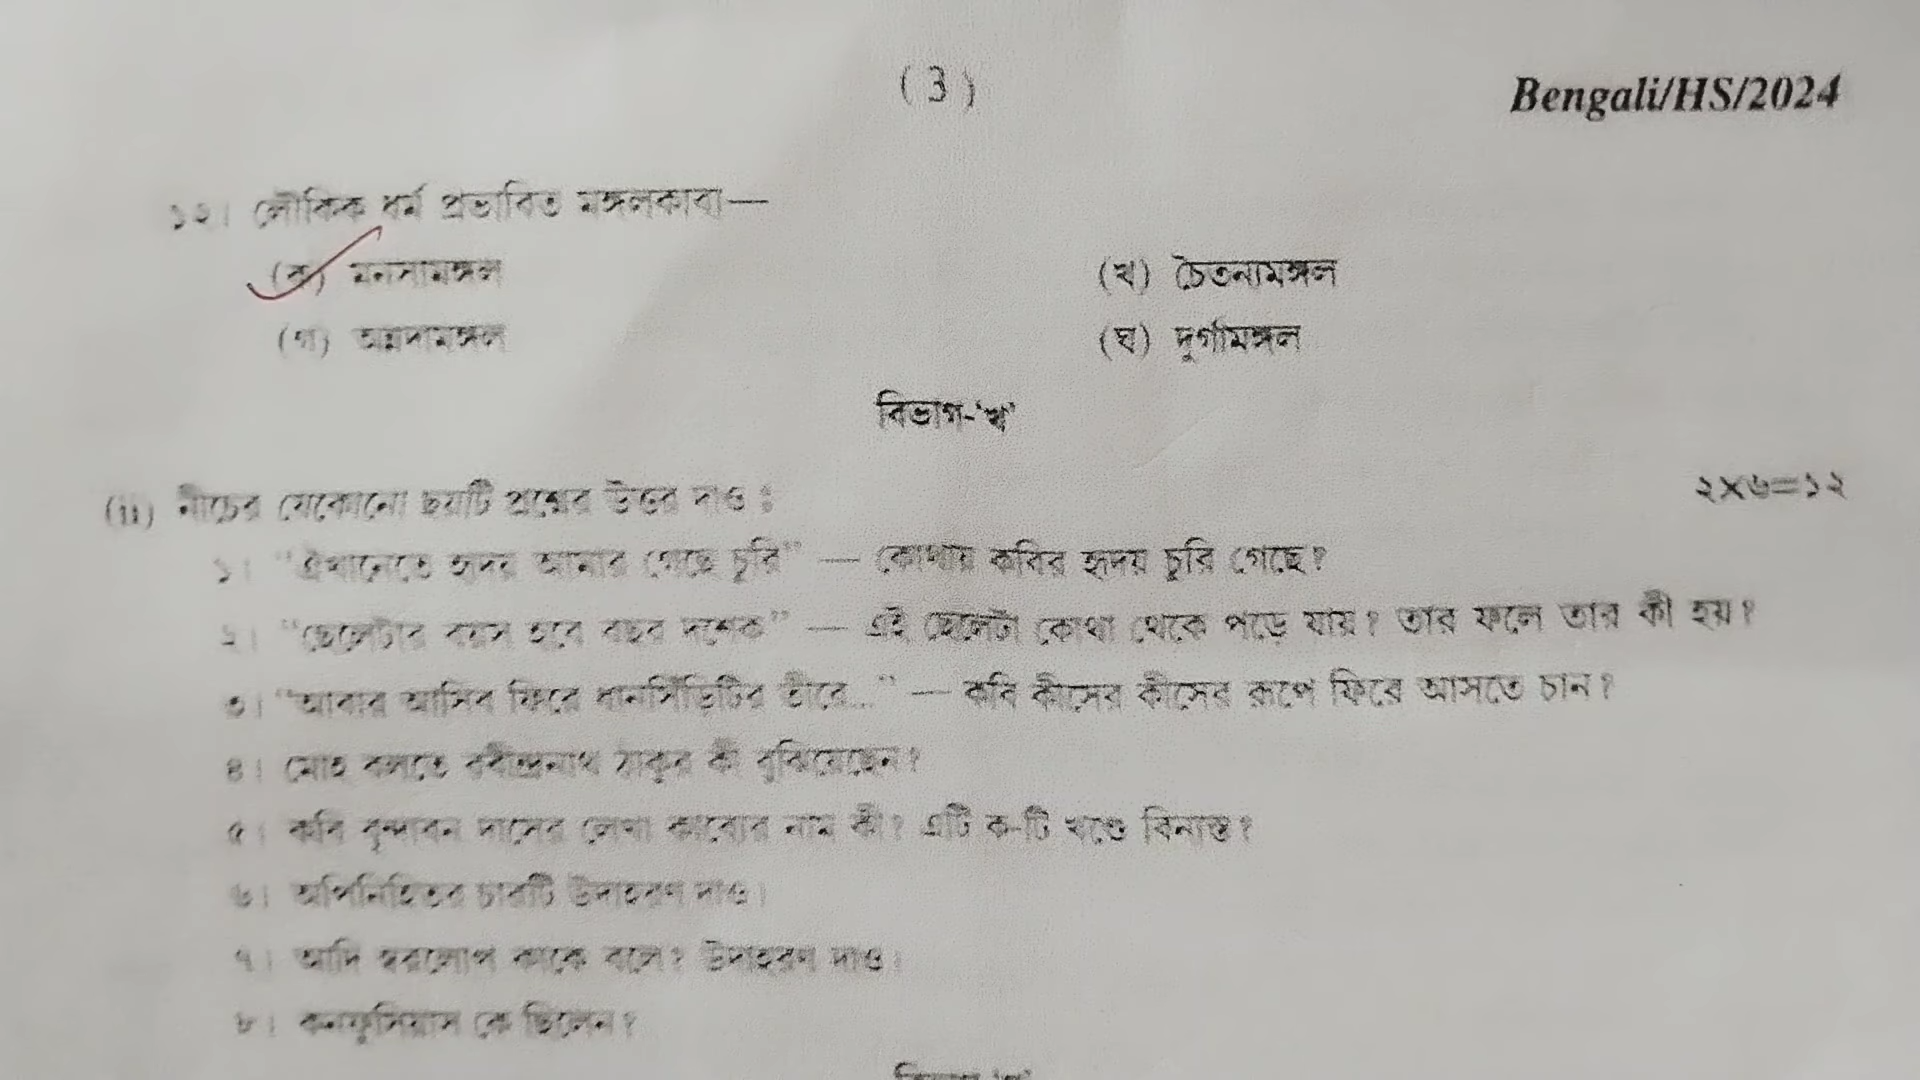 ( 3 )
Bengali/HS/2024
১২। লৌকিক ধর্ম প্রভাবিত মঙ্গলকাব্য—
(ক) মনসামঙ্গল (খ) চৈতন্যমঙ্গল
(গ) অন্নদামঙ্গল (ঘ) দুর্গামঙ্গল
বিভাগ-‘খ’
(ii) নীচের যেকোনো ছয়টি প্রশ্নের উত্তর দাও : ২×৬=১২
১। “ঐখানেতে হৃদয় আমার গেছে চুরি” — কোথায় কবির হৃদয় চুরি গেছে?
২। “ছেলেটার বয়স হবে বছর দশেক” — এই ছেলেটা কোথা থেকে পড়ে যায়? তার ফলে তার কী হয়?
৩। “আবার আসিব ফিরে ধানসিঁড়িটির তীরে...” — কবি কীসের কীসের রূপে ফিরে আসতে চান?
৪। মোহ বলতে রবীন্দ্রনাথ ঠাকুর কী বুঝিয়েছেন?
৫। কবি বৃন্দাবন দাসের লেখা কাব্যের নাম কী? এটি ক-টি খণ্ডে বিন্যস্ত?
৬। অপিনিহিতির চারটি উদাহরণ দাও।
৭। আদি স্বরলোপ কাকে বলে? উদাহরণ দাও।
৮। কনফুসিয়াস কে ছিলেন?